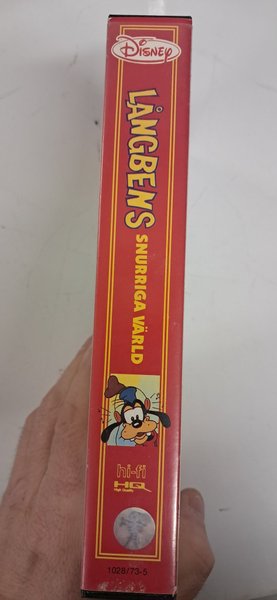 Disney
LÅNGBENS
SNURRIGA VÄRLD
hi-fi
HQ
High Quality
1028/73-5